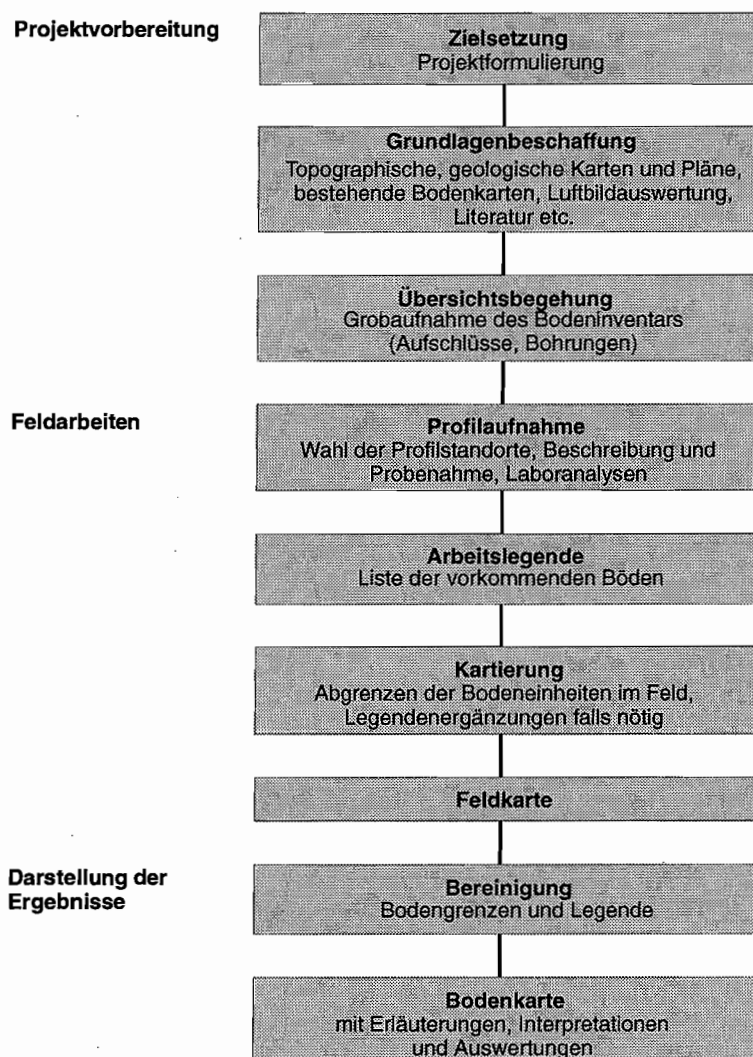 Projektvorbereitung
Zielsetzung
Projektformulierung
Grundlagenbeschaffung
Topographische, geologische Karten und Pläne,
bestehende Bodenkarten, Luftbildauswertung,
Literatur etc.
Übersichtsbegehung
Grobaufnahme des Bodeninventars
(Aufschlüsse, Bohrungen)
Feldarbeiten
Profilaufnahme
Wahl der Profilstandorte, Beschreibung und
Probenahme, Laboranalysen
Arbeitslegende
Liste der vorkommenden Böden
Kartierung
Abgrenzen der Bodeneinheiten im Feld,
Legendenergänzungen falls nötig
Feldkarte
Darstellung der
Ergebnisse
Bereinigung
Bodengrenzen und Legende
Bodenkarte
mit Erläuterungen, Interpretationen
und Auswertungen